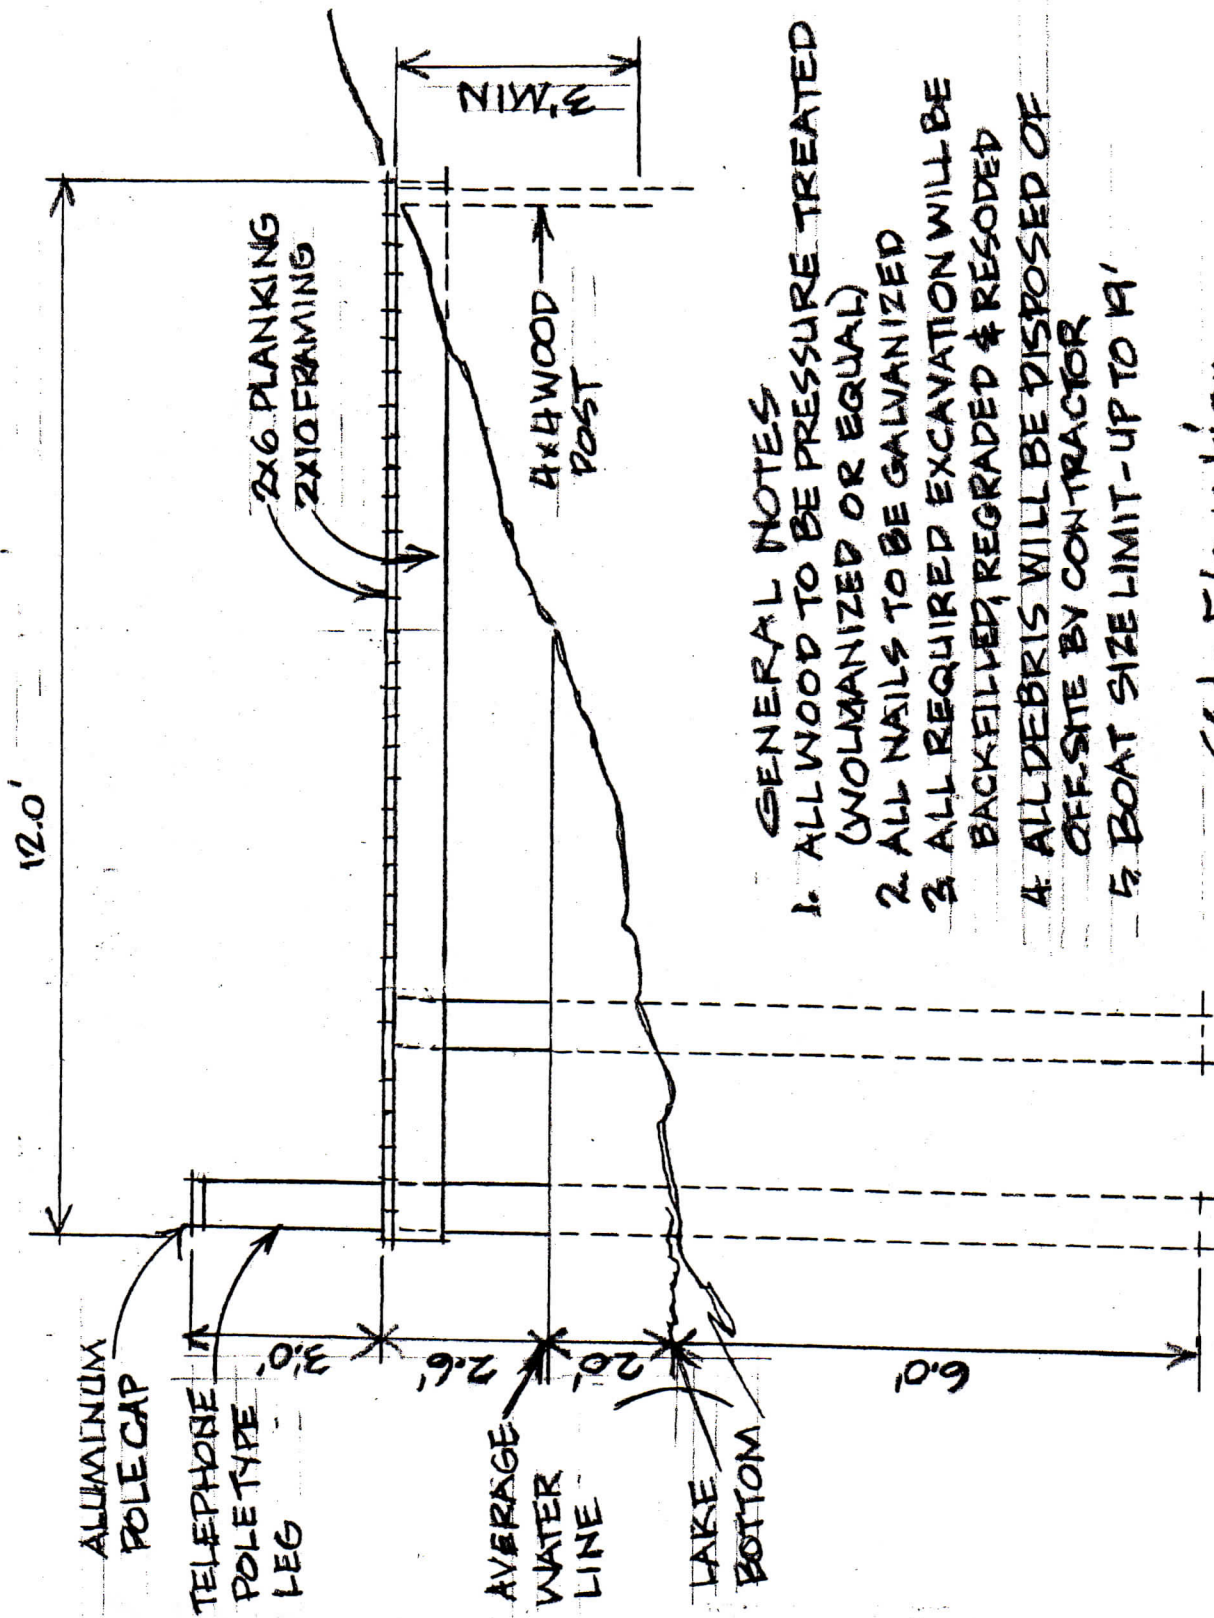 12.0'
ALUMINUM
POLE CAP
TELEPHONE
POLE TYPE
LEG
3.0'
2.6'
AVERAGE
WATER
LINE
2.0'
LAKE
BOTTOM
6.0'
2X6 PLANKING
2X10 FRAMING
4X4 WOOD
POST
3' MIN
GENERAL NOTES
1. ALL WOOD TO BE PRESSURE TREATED
(WOLMANIZED OR EQUAL)
2. ALL NAILS TO BE GALVANIZED
3. ALL REQUIRED EXCAVATION WILL BE
BACKFILLED, REGRADED & RESODED
4. ALL DEBRIS WILL BE DISPOSED OF
OFFSITE BY CONTRACTOR
5. BOAT SIZE LIMIT - UP TO 19'